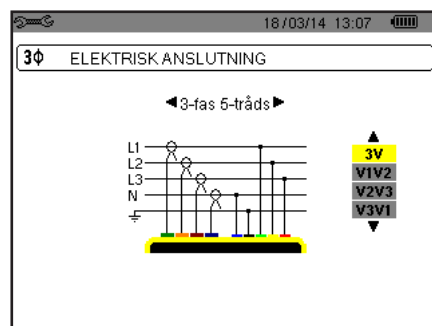 18/03/14 13:07
3Φ ELEKTRISK ANSLUTNING
◄3-fas 5-tråds►
L1
L2
L3
N
3V
V1V2
V2V3
V3V1